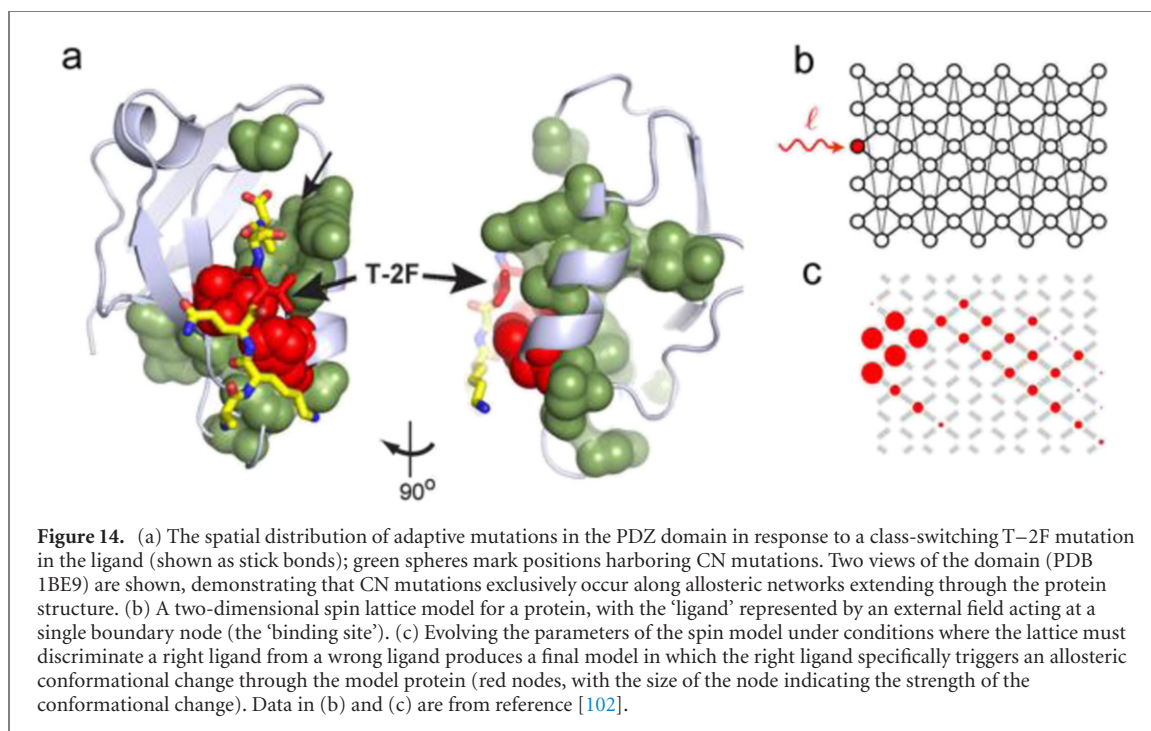 a
b
ℓ
T-2F
c
90°
Figure 14. (a) The spatial distribution of adaptive mutations in the PDZ domain in response to a class-switching T–2F mutation
in the ligand (shown as stick bonds); green spheres mark positions harboring CN mutations. Two views of the domain (PDB
1BE9) are shown, demonstrating that CN mutations exclusively occur along allosteric networks extending through the protein
structure. (b) A two-dimensional spin lattice model for a protein, with the ‘ligand’ represented by an external field acting at a
single boundary node (the ‘binding site’). (c) Evolving the parameters of the spin model under conditions where the lattice must
discriminate a right ligand from a wrong ligand produces a final model in which the right ligand specifically triggers an allosteric
conformational change through the model protein (red nodes, with the size of the node indicating the strength of the
conformational change). Data in (b) and (c) are from reference [102].